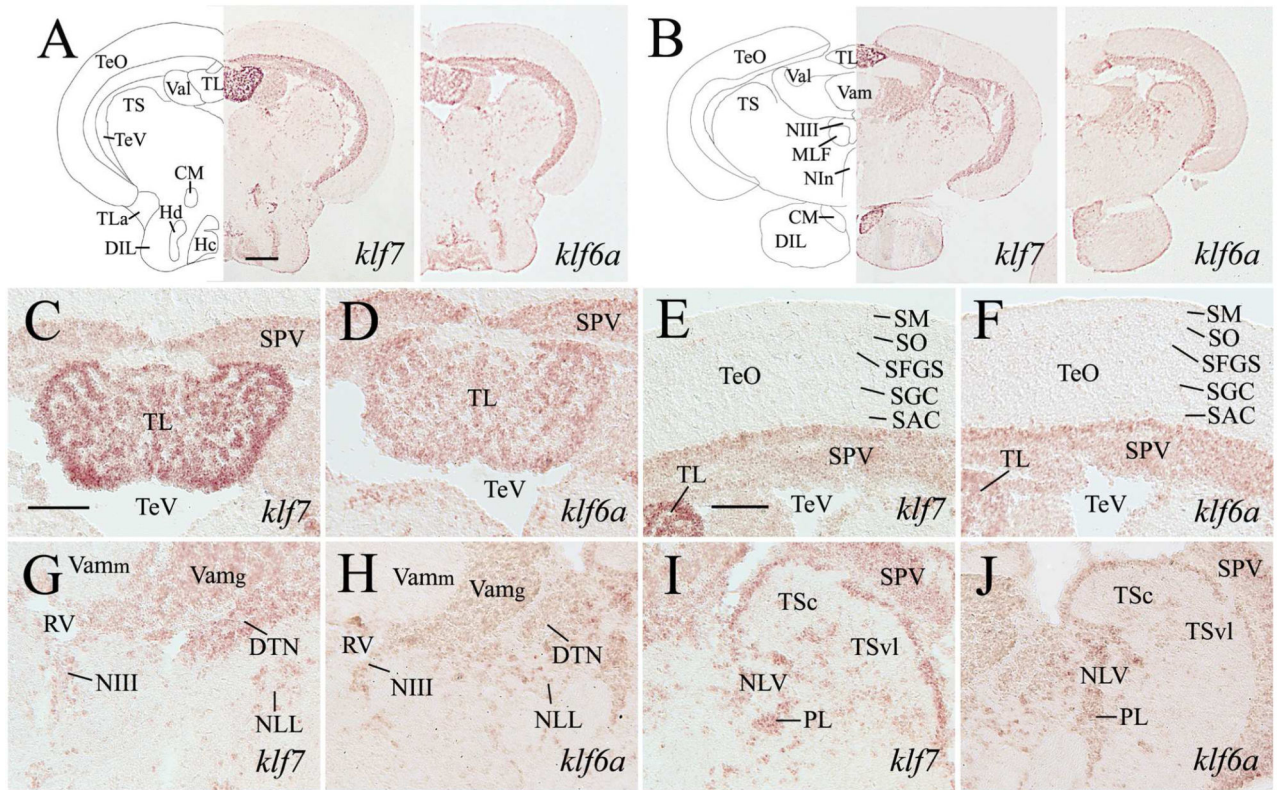 A
TeO
TS
Val
TL
TeV
CM
TLa
Hd
DIL
Hc
klf7
klf6a
B
TeO
TL
Val
TS
Vam
NIII
MLF
NIn
CM
DIL
klf7
klf6a
C
SPV
TL
TeV
klf7
D
SPV
TL
TeV
klf6a
E
SM
SO
SFGS
TeO
SGC
SAC
SPV
TL
TeV
klf7
F
SM
SO
SFGS
TeO
SGC
SAC
SPV
TL
TeV
klf6a
G
Vamm
Vamg
RV
DTN
NIII
NLL
klf7
H
Vamm
Vamg
RV
DTN
NIII
NLL
klf6a
I
SPV
TSc
TSvl
NLV
PL
klf7
J
SPV
TSc
TSvl
NLV
PL
klf6a